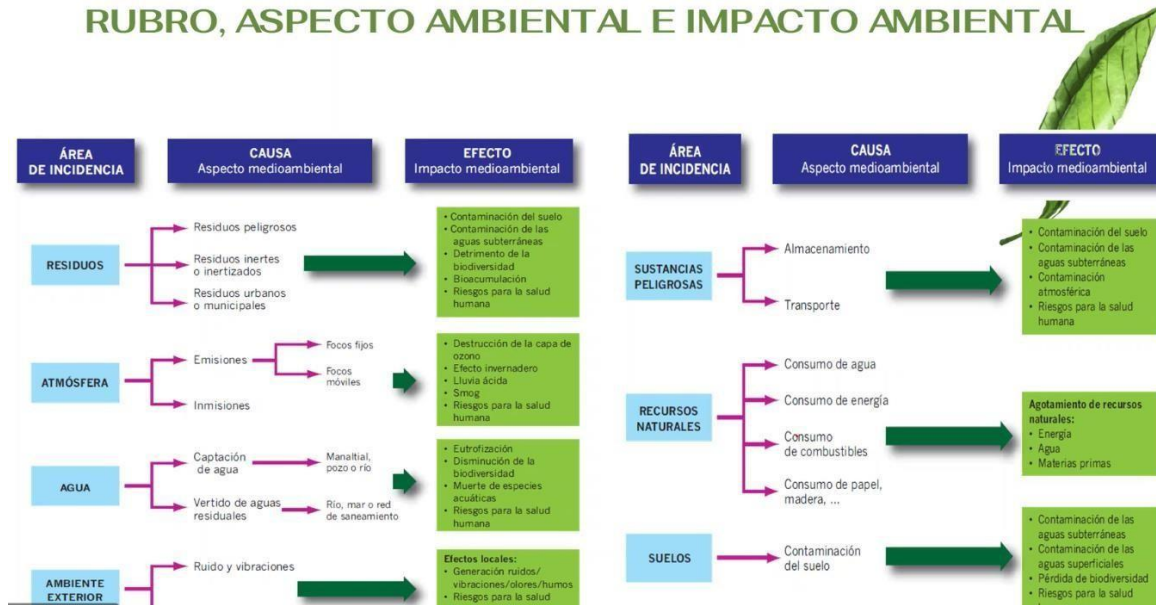 RUBRO, ASPECTO AMBIENTAL E IMPACTO AMBIENTAL
ÁREA
DE INCIDENCIA
CAUSA
Aspecto medioambiental
EFECTO
Impacto medioambiental
RESIDUOS
Residuos peligrosos
Residuos inertes
o inertizados
Residuos urbanos
o municipales
• Contaminación del suelo
• Contaminación de las
aguas subterráneas
• Detrimento de la
biodiversidad
• Bioacumulación
• Riesgos para la salud
humana
ATMÓSFERA
Emisiones
Focos fijos
Focos
móviles
Inmisiones
• Destrucción de la capa de
ozono
• Efecto invernadero
• Lluvia ácida
• Smog
• Riesgos para la salud
humana
AGUA
Captación
de agua
Manaltial,
pozo o río
Vertido de aguas
residuales
Río, mar o red
de saneamiento
• Eutrofización
• Disminución de la
biodiversidad
• Muerte de especies
acuáticas
• Riesgos para la salud
humana
AMBIENTE
EXTERIOR
Ruido y vibraciones
Efectos locales:
• Generación ruidos/
vibraciones/olores/humos
• Riesgos para la salud
ÁREA
DE INCIDENCIA
CAUSA
Aspecto medioambiental
EFECTO
Impacto medioambiental
SUSTANCIAS
PELIGROSAS
Almacenamiento
Transporte
• Contaminación del suelo
• Contaminación de las
aguas subterráneas
• Contaminación
atmosférica
• Riesgos para la salud
humana
RECURSOS
NATURALES
Consumo de agua
Consumo de energía
Consumo
de combustibles
Consumo de papel,
madera, ...
Agotamiento de recursos
naturales:
• Energía
• Agua
• Materias primas
SUELOS
Contaminación
del suelo
• Contaminación de las
aguas subterráneas
• Contaminación de las
aguas superficiales
• Pérdida de biodiversidad
• Riesgos para la salud